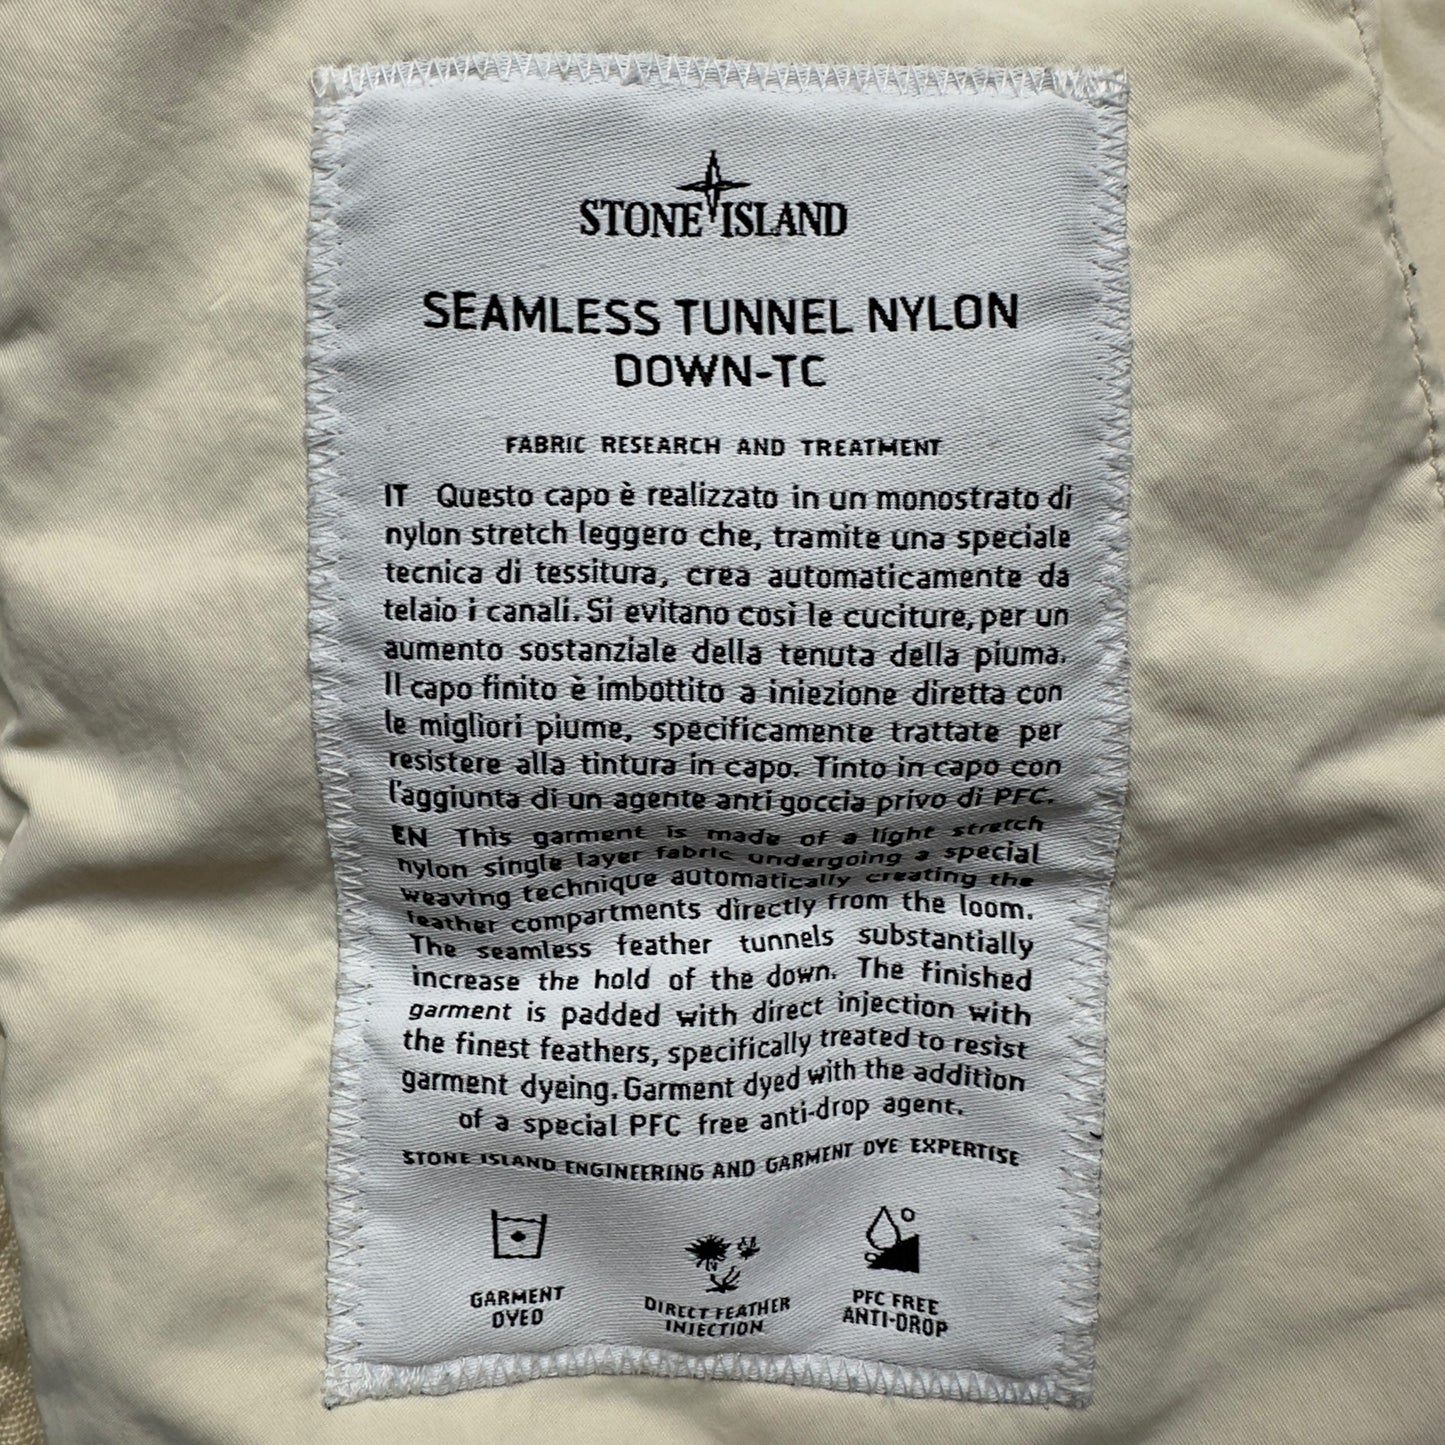 STONE ISLAND
SEAMLESS TUNNEL NYLON
DOWN-TC
FABRIC RESEARCH AND TREATMENT
IT Questo capo è realizzato in un monostrato di
nylon stretch leggero che, tramite una speciale
tecnica di tessitura, crea automaticamente da
telaio i canali. Si evitano così le cuciture, per un
aumento sostanziale della tenuta della piuma.
Il capo finito è imbottito a iniezione diretta con
le migliori piume, specificamente trattate per
resistere alla tintura in capo. Tinto in capo con
l'aggiunta di un agente anti goccia privo di PFC.
EN This garment is made of a light stretch
nylon single layer fabric undergoing a special
weaving technique automatically creating the
feather compartments directly from the loom.
The seamless feather tunnels substantially
increase the hold of the down. The finished
garment is padded with direct injection with
the finest feathers, specifically treated to resist
garment dyeing. Garment dyed with the addition
of a special PFC free anti-drop agent.
STONE ISLAND ENGINEERING AND GARMENT DYE EXPERTISE
GARMENT
DYED
DIRECT FEATHER
INJECTION
PFC FREE
ANTI-DROP